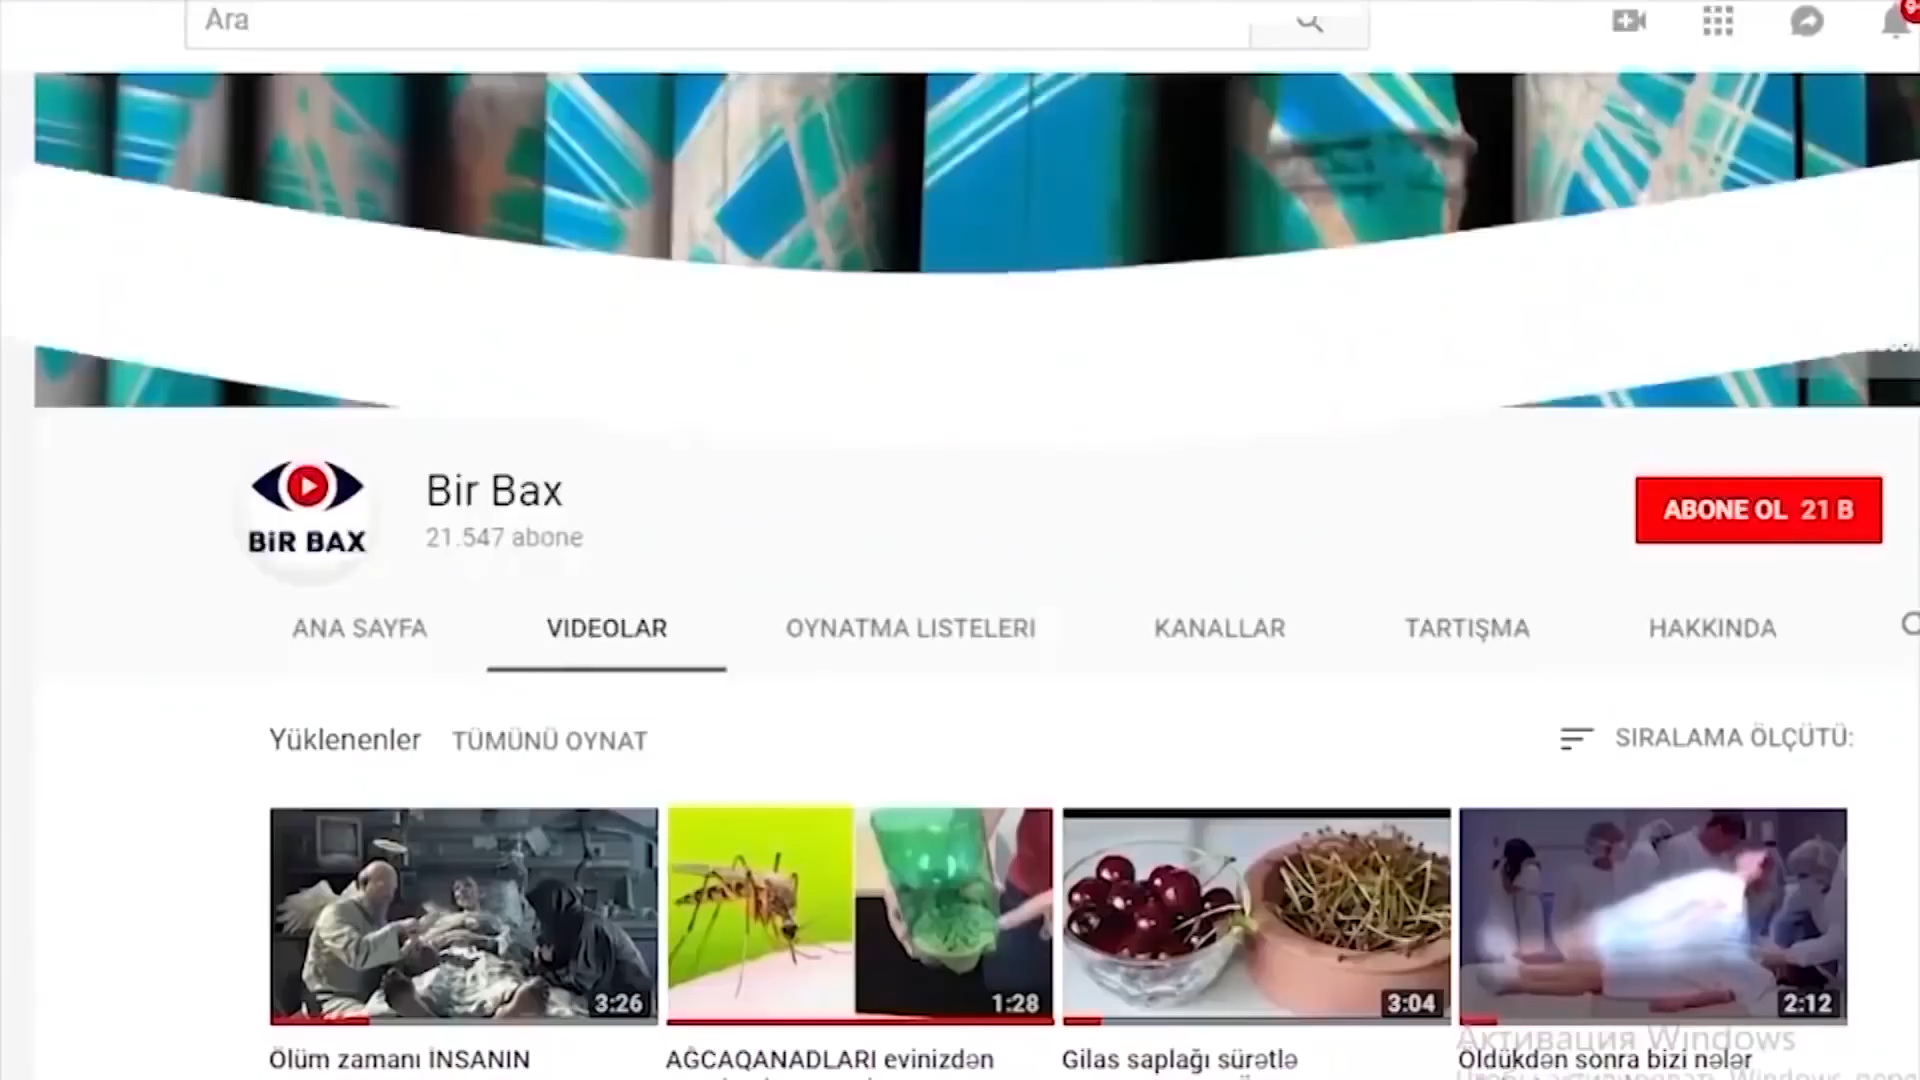 Ara
9+
BiR BAX
Bir Bax
21.547 abone
ABONE OL 21 B
ANA SAYFA
VIDEOLAR
OYNATMA LISTELERI
KANALLAR
TARTIŞMA
HAKKINDA
Yüklenenler
TÜMÜNÜ OYNAT
SIRALAMA ÖLÇÜTÜ:
3:26
1:28
3:04
2:12
Ölüm zamanı İNSANIN
AĞCAQANADLARI evinizdən
Gilas saplağı sürətlə
Öldükdən sonra bizi nələr
Активация Windows